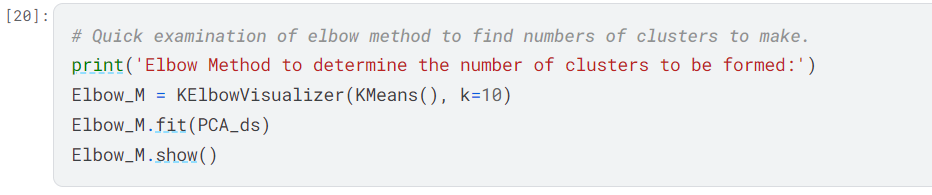 [20]:
# Quick examination of elbow method to find numbers of clusters to make.
print('Elbow Method to determine the number of clusters to be formed:')
Elbow_M = KElbowVisualizer(KMeans(), k=10)
Elbow_M.fit(PCA_ds)
Elbow_M.show()